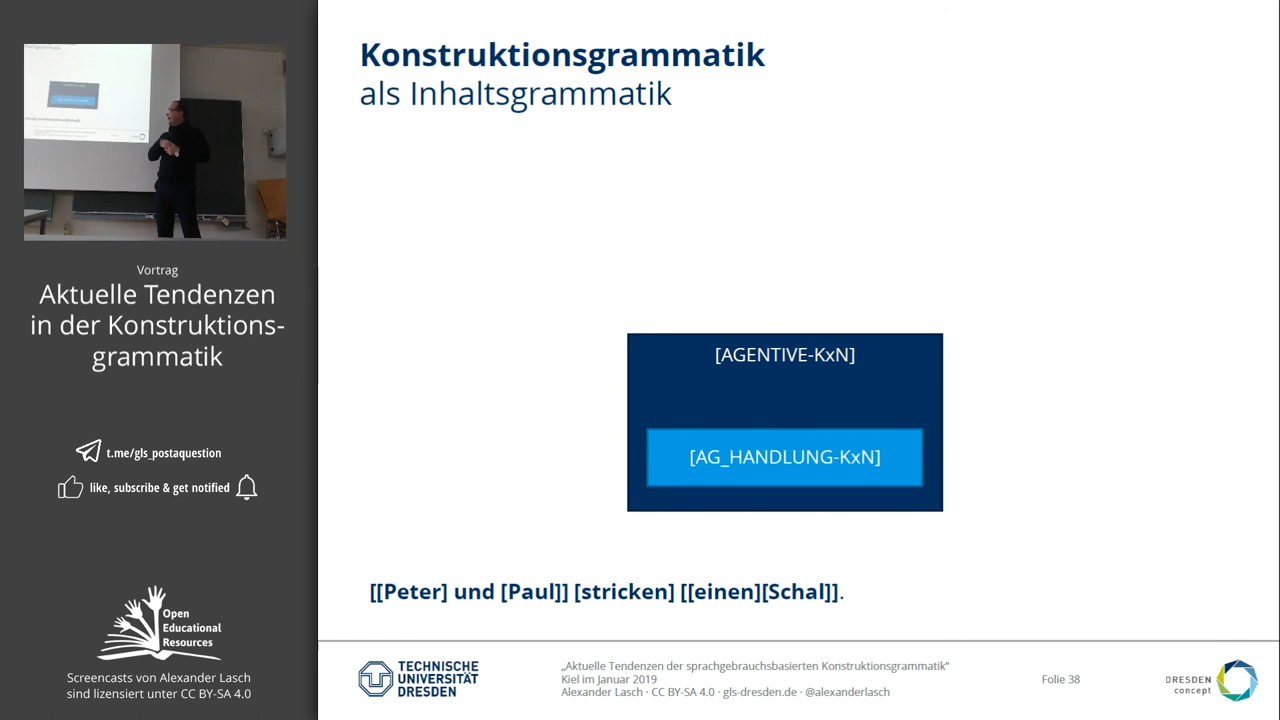 Vortrag
Aktuelle Tendenzen
in der Konstruktions-
grammatik
t.me/gls_postaquestion
like, subscribe & get notified
Open
Educational
Resources
Screencasts von Alexander Lasch
sind lizensiert unter CC BY-SA 4.0
Konstruktionsgrammatik
als Inhaltsgrammatik
[AGENTIVE-KxN]
[AG_HANDLUNG-KxN]
[[Peter] und [Paul]] [stricken] [[einen][Schal]].
TECHNISCHE
UNIVERSITÄT
DRESDEN
„Aktuelle Tendenzen der sprachgebrauchsbasierten Konstruktionsgrammatik“
Kiel im Januar 2019
Alexander Lasch · CC BY-SA 4.0 · gls-dresden.de · @alexanderlasch
Folie 38
DRESDEN
concept